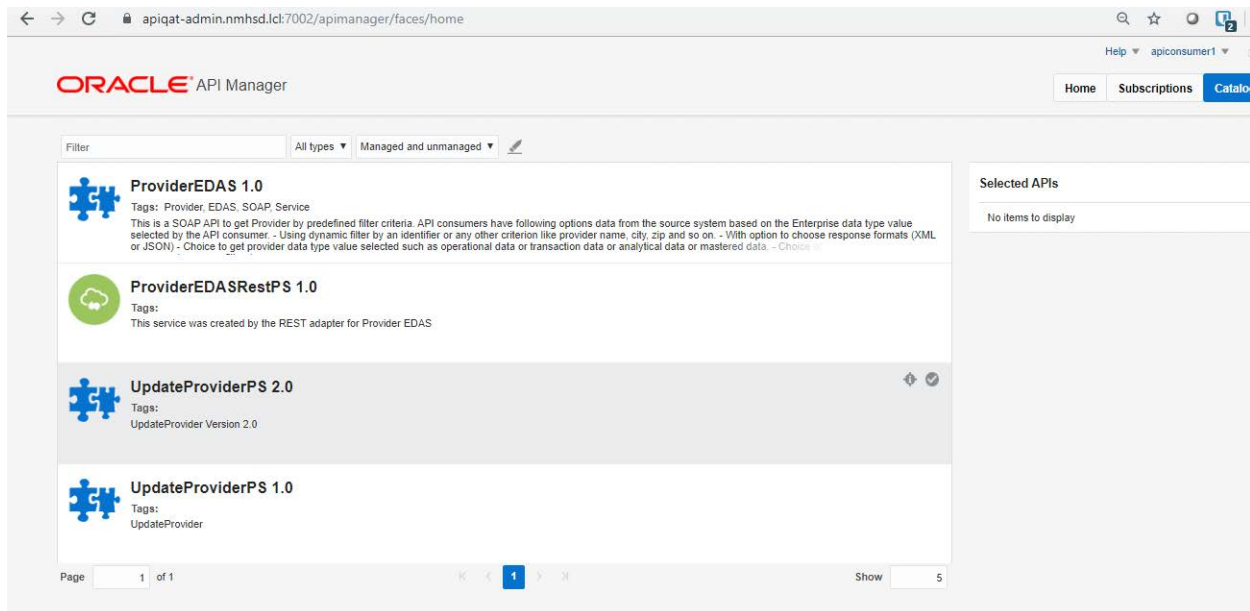 apiqat-admin.nmhsd.lcl:7002/apimanager/faces/home
2
Help ▼ apiconsumer1 ▼
ORACLE® API Manager
Home Subscriptions Catalo
Filter All types ▼ Managed and unmanaged ▼
ProviderEDAS 1.0
Tags: Provider, EDAS, SOAP, Service
This is a SOAP API to get Provider by predefined filter criteria. API consumers have following options data from the source system based on the Enterprise data type value
selected by the API consumer. - Using dynamic filter by an identifier or any other criterion like provider name, city, zip and so on. - With option to choose response formats (XML
or JSON) - Choice to get provider data type value selected such as operational data or transaction data or analytical data or mastered data. - Choice
Selected APIs
No items to display
ProviderEDASRestPS 1.0
Tags:
This service was created by the REST adapter for Provider EDAS
UpdateProviderPS 2.0
Tags:
UpdateProvider Version 2.0
UpdateProviderPS 1.0
Tags:
UpdateProvider
Page 1 of 1 1 Show 5